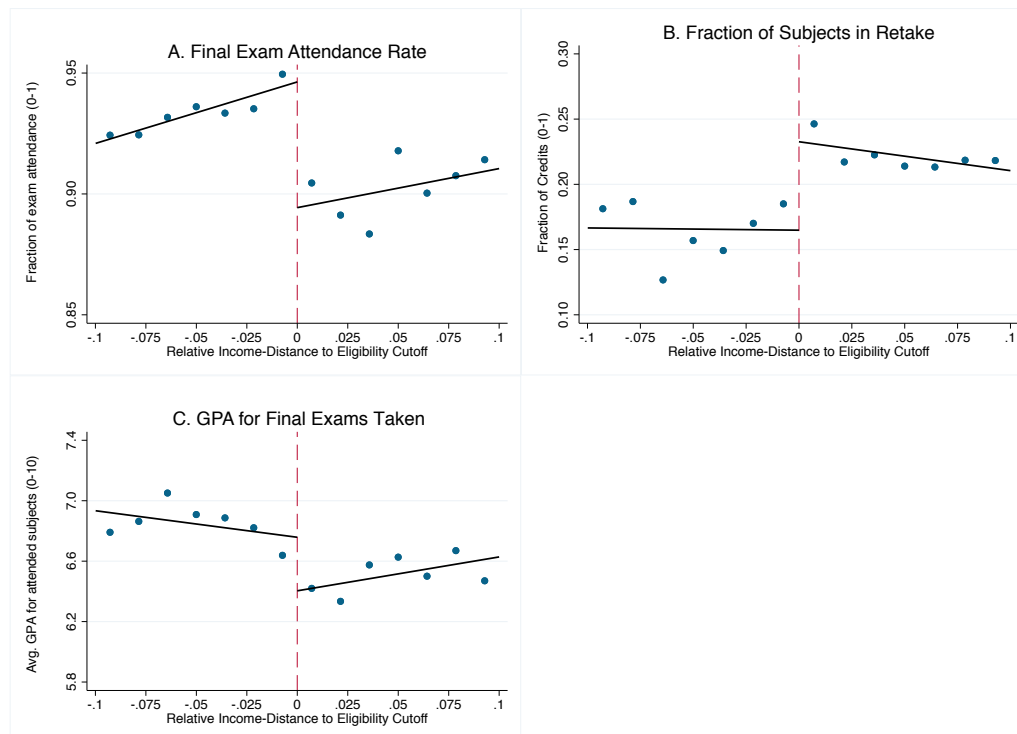 A. Final Exam Attendance Rate
Fraction of exam attendance (0-1)
0.95
0.90
0.85
-.1 -.075 -.05 -.025 0 .025 .05 .075 .1
Relative Income-Distance to Eligibility Cutoff
B. Fraction of Subjects in Retake
Fraction of Credits (0-1)
0.30
0.25
0.20
0.15
0.10
-.1 -.075 -.05 -.025 0 .025 .05 .075 .1
Relative Income-Distance to Eligibility Cutoff
C. GPA for Final Exams Taken
Avg. GPA for attended subjects (0-10)
7.4
7.0
6.6
6.2
5.8
-.1 -.075 -.05 -.025 0 .025 .05 .075 .1
Relative Income-Distance to Eligibility Cutoff